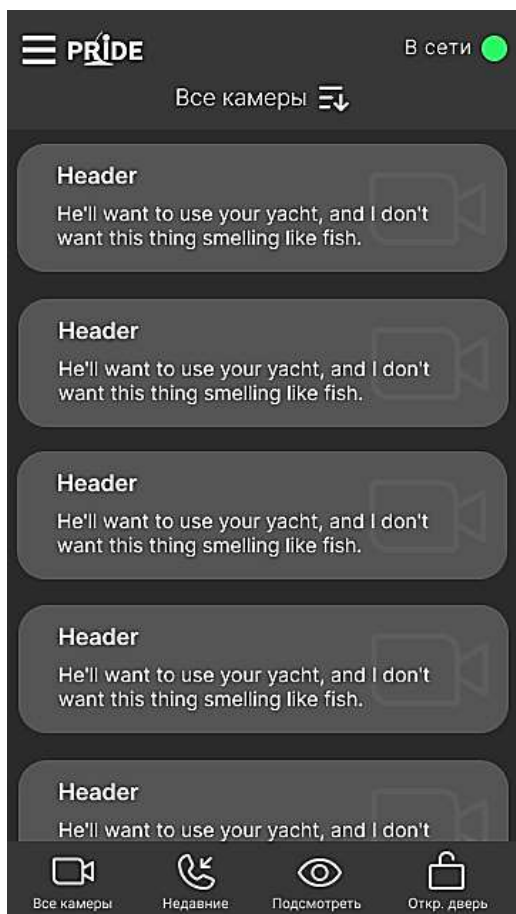 PRIDE
В сети
Все камеры
Header
He'll want to use your yacht, and I don't
want this thing smelling like fish.
Header
He'll want to use your yacht, and I don't
want this thing smelling like fish.
Header
He'll want to use your yacht, and I don't
want this thing smelling like fish.
Header
He'll want to use your yacht, and I don't
want this thing smelling like fish.
Header
He'll want to use your yacht, and I don't
Все камеры
Недавние
Подсмотреть
Откр. дверь